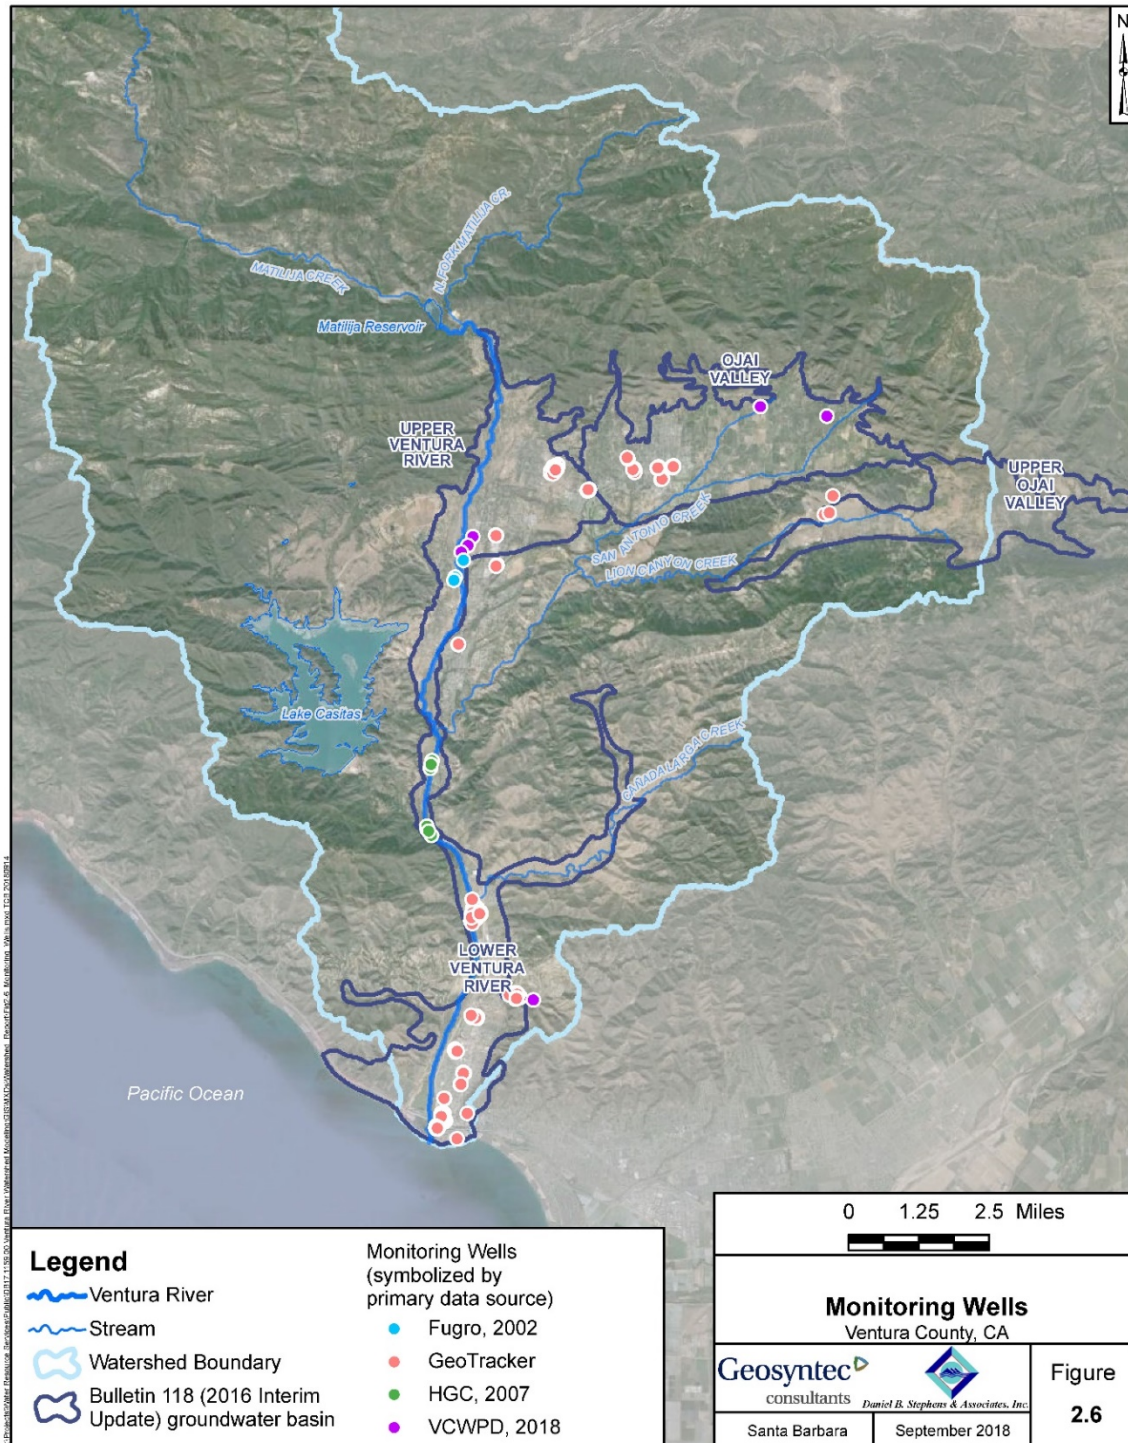 N
N. FORK MATILIJA CR.
MATILIJA CREEK
Matilija Reservoir
OJAI
VALLEY
UPPER
VENTURA
RIVER
UPPER
OJAI
VALLEY
SAN ANTONIO CREEK
LION CANYON CREEK
Lake Casitas
CAÑADA LARGA CREEK
LOWER
VENTURA
RIVER
Pacific Ocean
0 1.25 2.5 Miles
Legend
Ventura River
Stream
Watershed Boundary
Bulletin 118 (2016 Interim
Update) groundwater basin
Monitoring Wells
(symbolized by
primary data source)
Fugro, 2002
GeoTracker
HGC, 2007
VCWPD, 2018
Monitoring Wells
Ventura County, CA
Geosyntec
consultants
Daniel B. Stephens & Associates, Inc.
Santa Barbara
September 2018
Figure
2.6